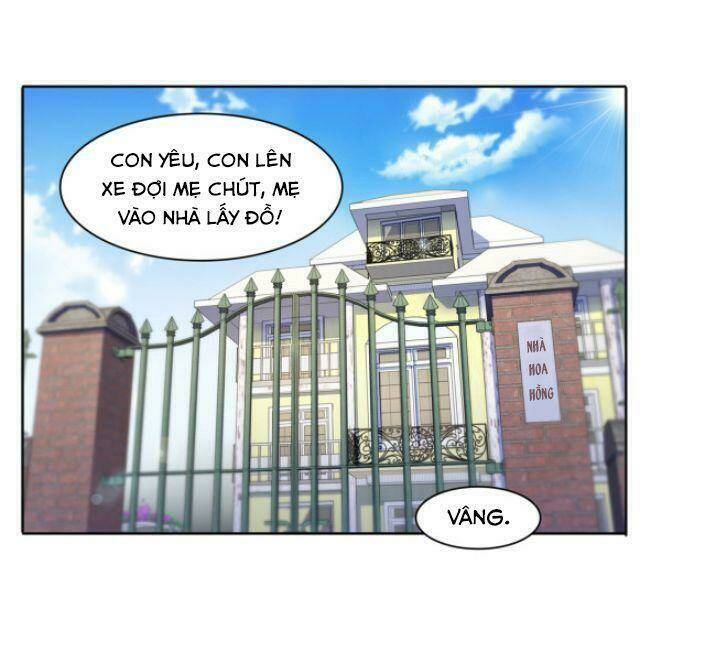 CON YÊU, CON LÊN
XE ĐỢI MẸ CHÚT, MẸ
VÀO NHÀ LẤY ĐỒ!
NHÀ
HOA
HỒNG
VÂNG.